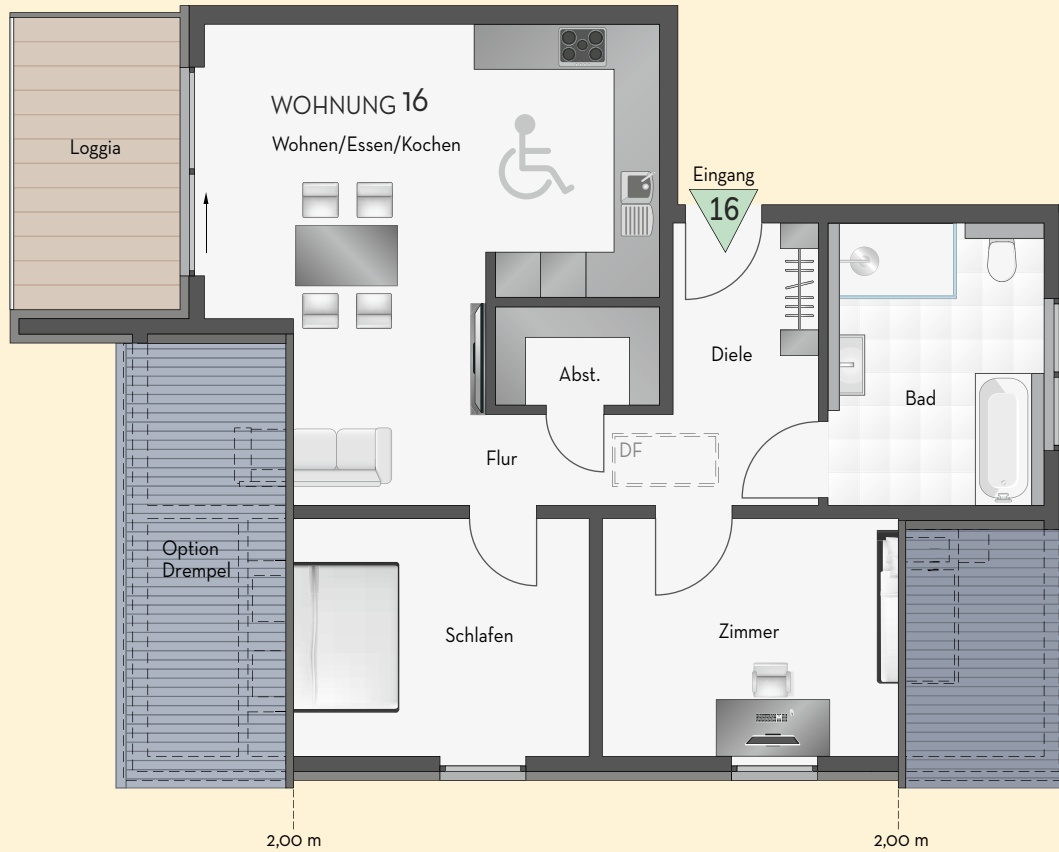 WOHNUNG 16
Wohnen/Essen/Kochen
Loggia
Eingang
16
Diele
Abst.
Bad
DF
Flur
Option
Drempel
Schlafen
Zimmer
2,00 m
2,00 m